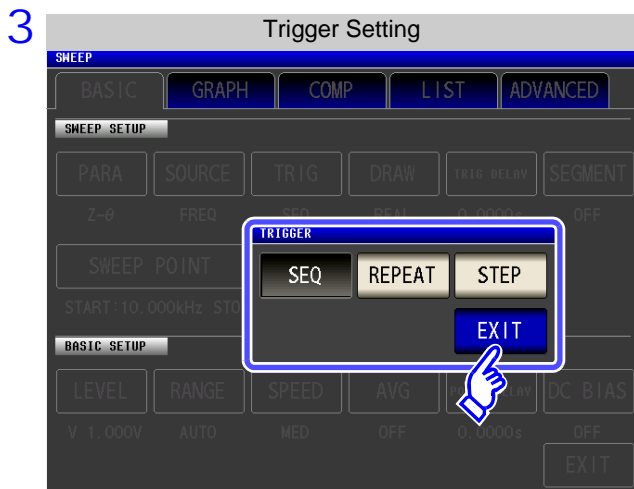 3
Trigger Setting
SWEEP
BASIC GRAPH COMP LIST ADVANCED
SWEEP SETUP
PARA SOURCE TRIG DRAW TRIG DELAY SEGMENT
Z-θ FREQ SEQ REAL 0.0000s OFF
TRIGGER
SWEEP POINT
SEQ REPEAT STEP
START:10.000kHz STO
EXIT
BASIC SETUP
LEVEL RANGE SPEED AVG DELAY DC BIAS
V 1.000V AUTO MED OFF 0.0000s OFF
EXIT